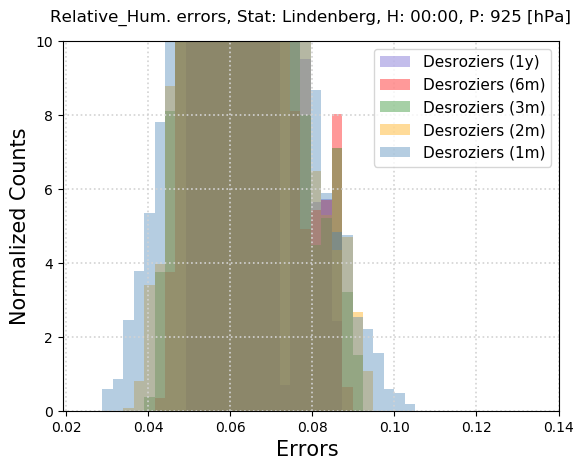 Relative_Hum. errors, Stat: Lindenberg, H: 00:00, P: 925 [hPa]
10
8
6
4
2
0
Normalized Counts
Desroziers (1y)
Desroziers (6m)
Desroziers (3m)
Desroziers (2m)
Desroziers (1m)
0.02 0.04 0.06 0.08 0.10 0.12 0.14
Errors